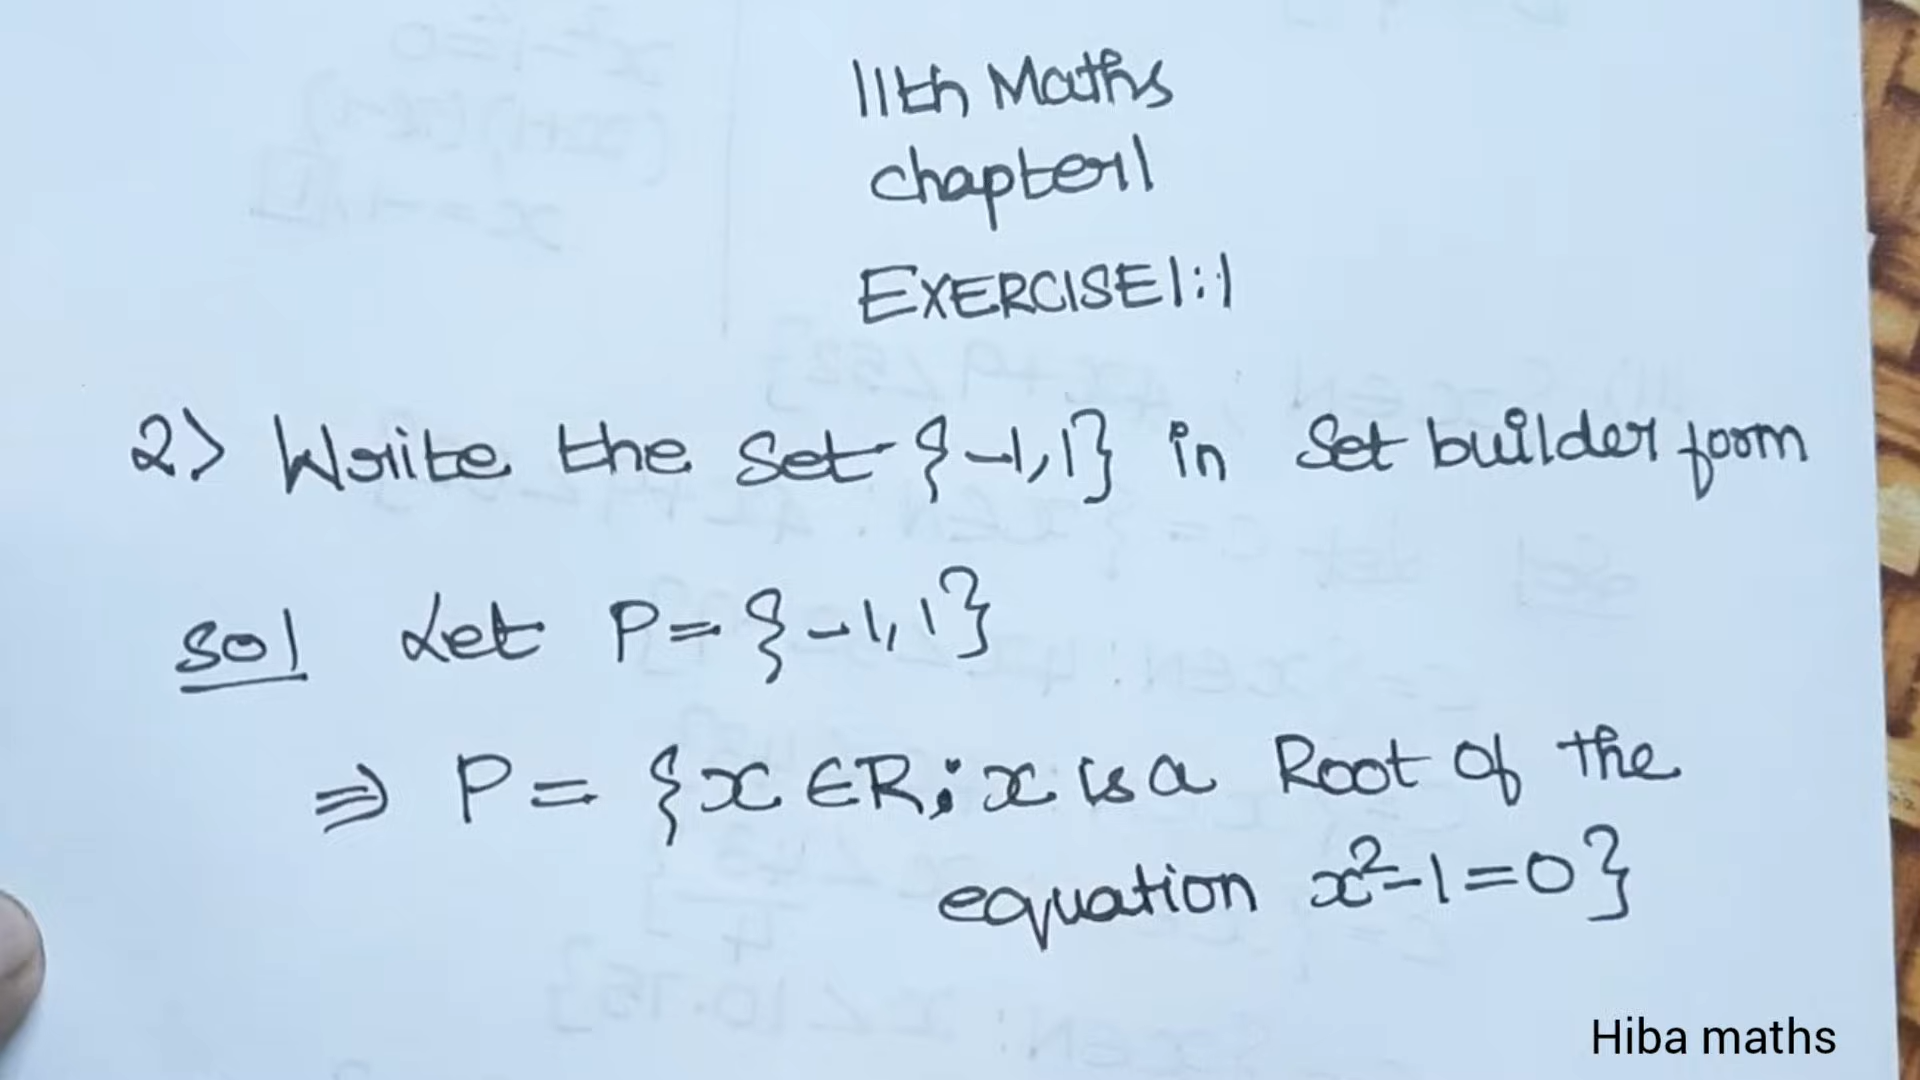 11th Maths
chapter 1
EXERCISE 1:1
2) Write the set {-1,1} in Set builder form
sol Let P= {-1,1}
⇒ P= {x ∈R; x is a Root of the
equation x²-1=0}
Hiba maths